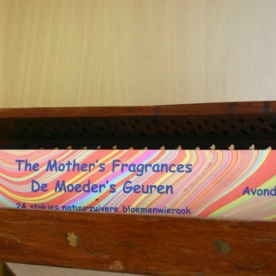 The Mother's Fragrances
De Moeder's Geuren
Avond
24 stokjes natuurzuivere bloemenwierook